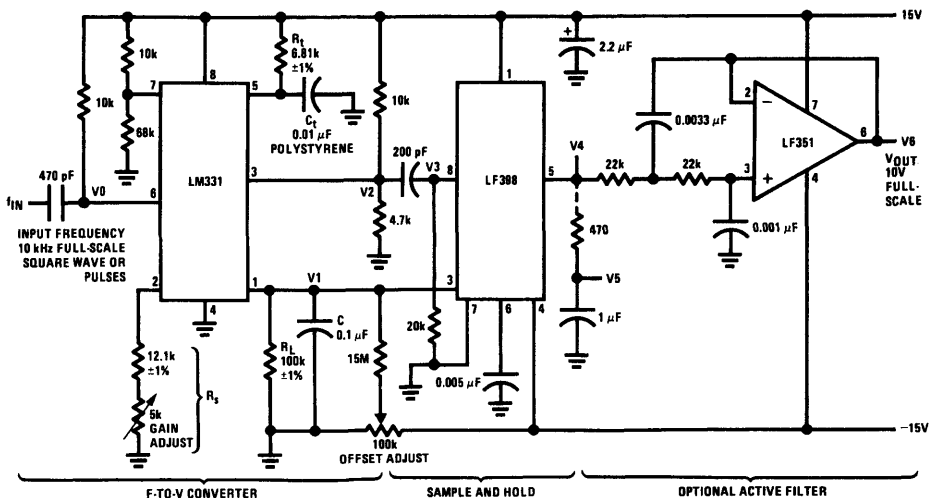 15V
10k
10k
68k
Rt
6.81k
±1%
Ct
0.01 µF
POLYSTYRENE
10k
2.2 µF
7
8
5
LM331
3
6
2
1
4
470 pF
V0
fIN
INPUT FREQUENCY
10 kHz FULL-SCALE
SQUARE WAVE OR
PULSES
200 pF
V3
V2
4.7k
1
8
LF398
5
3
7
6
4
V4
22k
22k
0.0033 µF
2
−
7
LF351
6
3
+
4
V6
VOUT
10V
FULL-
SCALE
0.001 µF
470
V5
1 µF
V1
C
0.1 µF
RL
100k
±1%
15M
20k
0.005 µF
12.1k
±1%
Rs
5k
GAIN
ADJUST
100k
OFFSET ADJUST
−15V
F-TO-V CONVERTER
SAMPLE AND HOLD
OPTIONAL ACTIVE FILTER
+